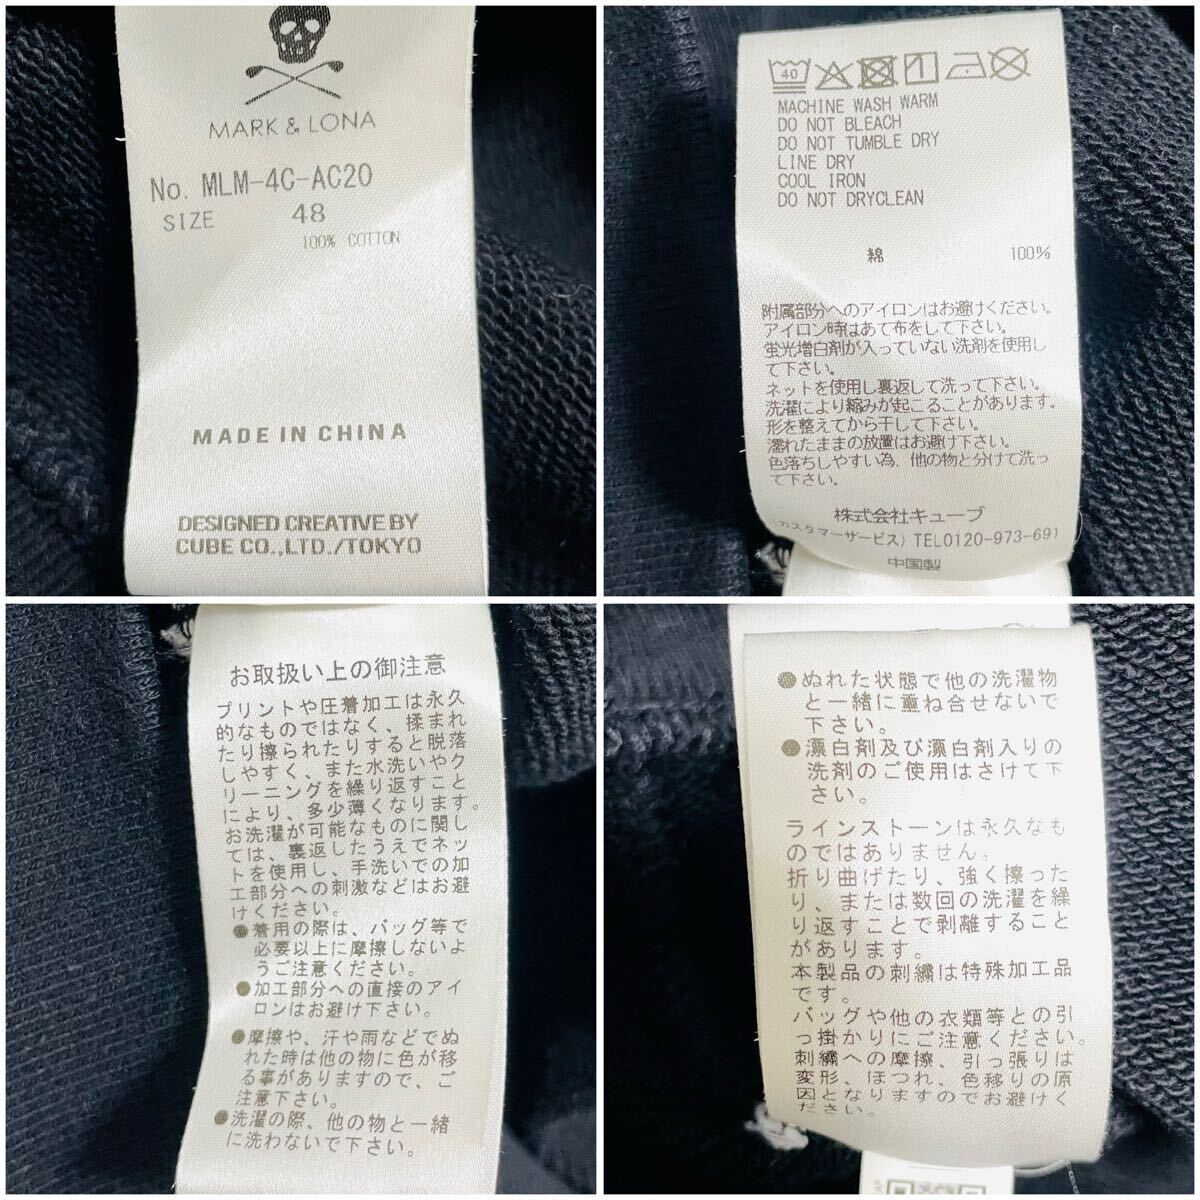 MARK & LONA
No. MLM-4C-AC20
SIZE 48
100% COTTON
MADE IN CHINA
DESIGNED CREATIVE BY
CUBE CO.,LTD./TOKYO
40
1
MACHINE WASH WARM
DO NOT BLEACH
DO NOT TUMBLE DRY
LINE DRY
COOL IRON
DO NOT DRYCLEAN
綿 100%
附属部分へのアイロンはお避けください。
アイロン時はあて布をして下さい。
蛍光増白剤が入っていない洗剤を使用し
て下さい。
ネットを使用し裏返して洗って下さい。
洗濯により縮みが起こることがあります。
形を整えてから干して下さい。
濡れたままの放置はお避け下さい。
色落ちしやすい為、他の物と分けて洗っ
て下さい。
株式会社キューブ
(カスタマーサービス) TEL0120-973-691
中国製
お取扱い上の御注意
プリントや圧着加工は永久
的なものではなく、揉まれ
たり擦られたりすると脱落
しやすく、また水洗いやク
リーニングを繰り返すこと
により、多少薄くなります。
お洗濯が可能なものに関し
ては、裏返したうえでネッ
トを使用し、手洗いでの加
工部分への刺激などはお避
けください。
●着用の際は、バッグ等で
必要以上に摩擦しないよ
うご注意ください。
●加工部分への直接のアイ
ロンはお避け下さい。
●摩擦や、汗や雨などでぬ
れた時は他の物に色が移
る事がありますので、ご
注意下さい。
●洗濯の際、他の物と一緒
に洗わないで下さい。
●ぬれた状態で他の洗濯物
と一緒に重ね合せないで
下さい。
●漂白剤及び漂白剤入りの
洗剤のご使用はさけて下
さい。
ラインストーンは永久なも
のではありません。
折り曲げたり、強く擦った
り、または数回の洗濯を繰
り返すことで剥離すること
があります。
本製品の刺繍は特殊加工品
です。
バッグや他の衣類等との引
っ掛かりにご注意ください。
刺繍への摩擦、引っ張りは
変形、ほつれ、色移りの原
因となりますのでお避けく
ださい。